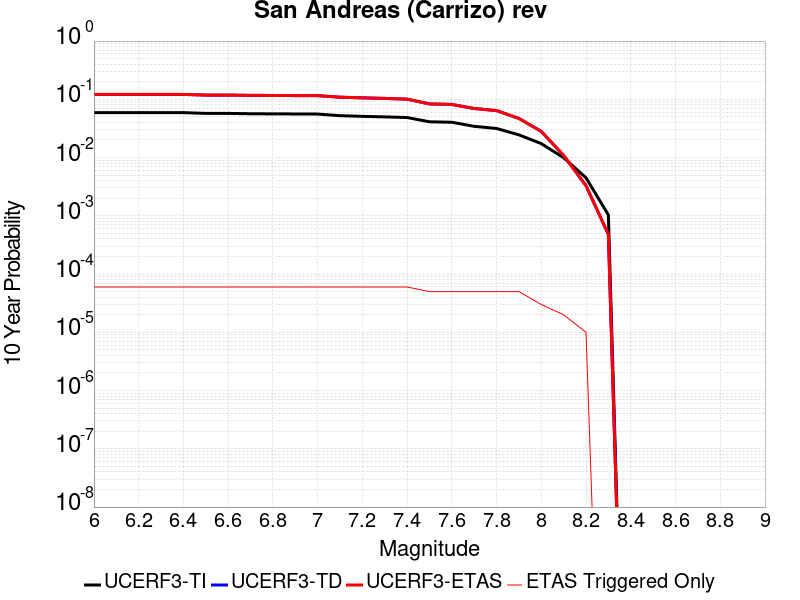 San Andreas (Carrizo) rev
10 Year Probability
10^0
10^-1
10^-2
10^-3
10^-4
10^-5
10^-6
10^-7
10^-8
6 6.2 6.4 6.6 6.8 7 7.2 7.4 7.6 7.8 8 8.2 8.4 8.6 8.8 9
Magnitude
UCERF3-TI UCERF3-TD UCERF3-ETAS ETAS Triggered Only